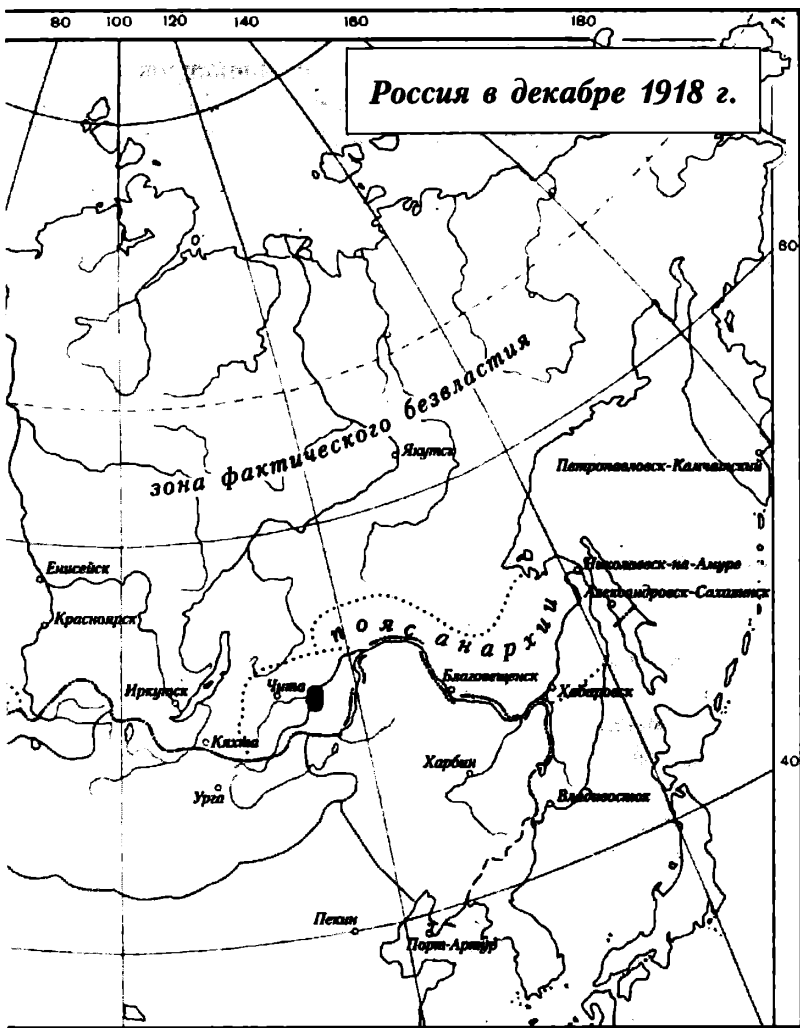 80 100 120 140 160 180
Россия в декабре 1918 г.
60
зона фактического безвластия
Якутск
Петропавловск-Камчатский
Енисейск
Николаевск-на-Амуре
Александровск-Сахалинск
Красноярск
пояс анархии
Благовещенск
Иркутск
Чита
Хабаровск
Кяхта
Харбин
40
Урга
Владивосток
Пекин
Порт-Артур